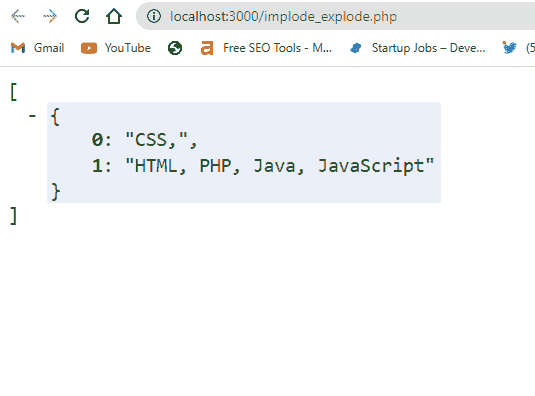 localhost:3000/implode_explode.php
Gmail YouTube Free SEO Tools - M... Startup Jobs – Deve... (5
[
- {
0: "CSS,",
1: "HTML, PHP, Java, JavaScript"
}
]